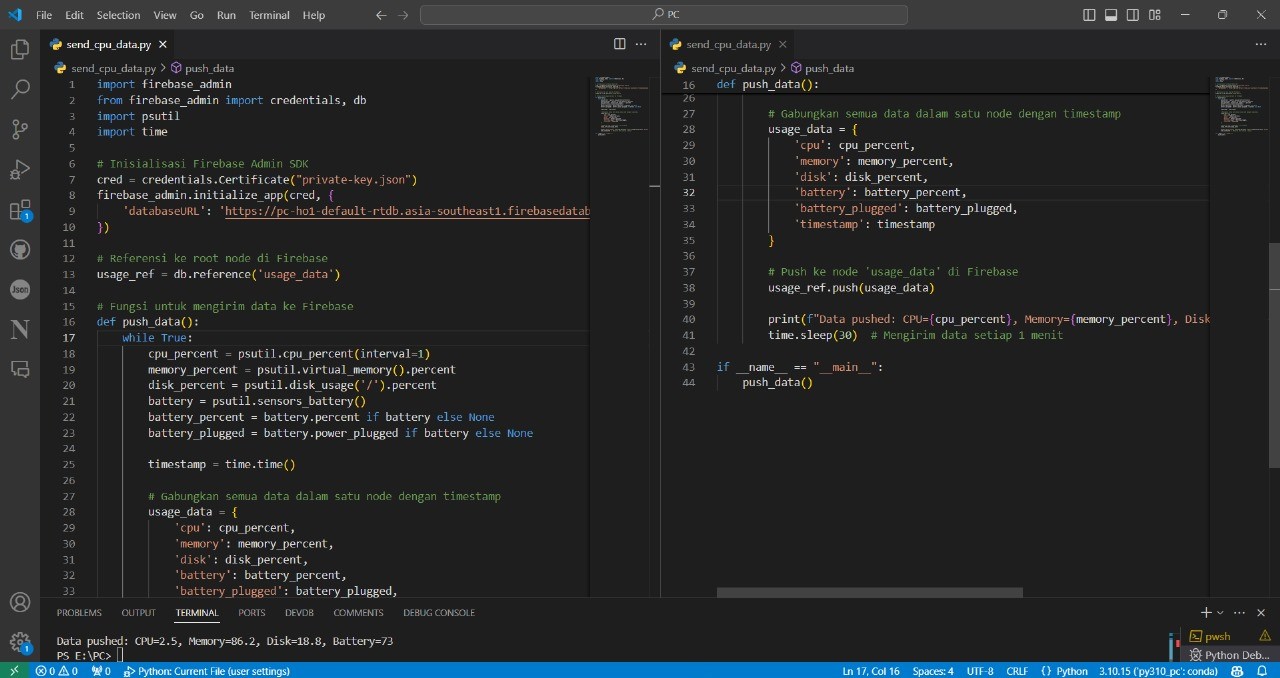 File Edit Selection View Go Run Terminal Help
PC
send_cpu_data.py
send_cpu_data.py > push_data
1 import firebase_admin
2 from firebase_admin import credentials, db
3 import psutil
4 import time
5
6 # Inisialisasi Firebase Admin SDK
7 cred = credentials.Certificate("private-key.json")
8 firebase_admin.initialize_app(cred, {
9 'databaseURL': 'https://pc-ho1-default-rtdb.asia-southeast1.firebasedatab
10 })
11
12 # Referensi ke root node di Firebase
13 usage_ref = db.reference('usage_data')
14
15 # Fungsi untuk mengirim data ke Firebase
16 def push_data():
17 while True:
18 cpu_percent = psutil.cpu_percent(interval=1)
19 memory_percent = psutil.virtual_memory().percent
20 disk_percent = psutil.disk_usage('/').percent
21 battery = psutil.sensors_battery()
22 battery_percent = battery.percent if battery else None
23 battery_plugged = battery.power_plugged if battery else None
24
25 timestamp = time.time()
26
27 # Gabungkan semua data dalam satu node dengan timestamp
28 usage_data = {
29 'cpu': cpu_percent,
30 'memory': memory_percent,
31 'disk': disk_percent,
32 'battery': battery_percent,
33 'battery_plugged': battery_plugged,
send_cpu_data.py
send_cpu_data.py > push_data
16 def push_data():
26
27 # Gabungkan semua data dalam satu node dengan timestamp
28 usage_data = {
29 'cpu': cpu_percent,
30 'memory': memory_percent,
31 'disk': disk_percent,
32 'battery': battery_percent,
33 'battery_plugged': battery_plugged,
34 'timestamp': timestamp
35 }
36
37 # Push ke node 'usage_data' di Firebase
38 usage_ref.push(usage_data)
39
40 print(f"Data pushed: CPU={cpu_percent}, Memory={memory_percent}, Disk
41 time.sleep(30) # Mengirim data setiap 1 menit
42
43 if __name__ == "__main__":
44 push_data()
Json
1
1
PROBLEMS OUTPUT TERMINAL PORTS DEVDB COMMENTS DEBUG CONSOLE
Data pushed: CPU=2.5, Memory=86.2, Disk=18.8, Battery=73
PS E:\PC>
pwsh
Python Deb...
0 0 0 Python: Current File (user settings) Ln 17, Col 16 Spaces: 4 UTF-8 CRLF {} Python 3.10.15 ('py310_pc': conda)